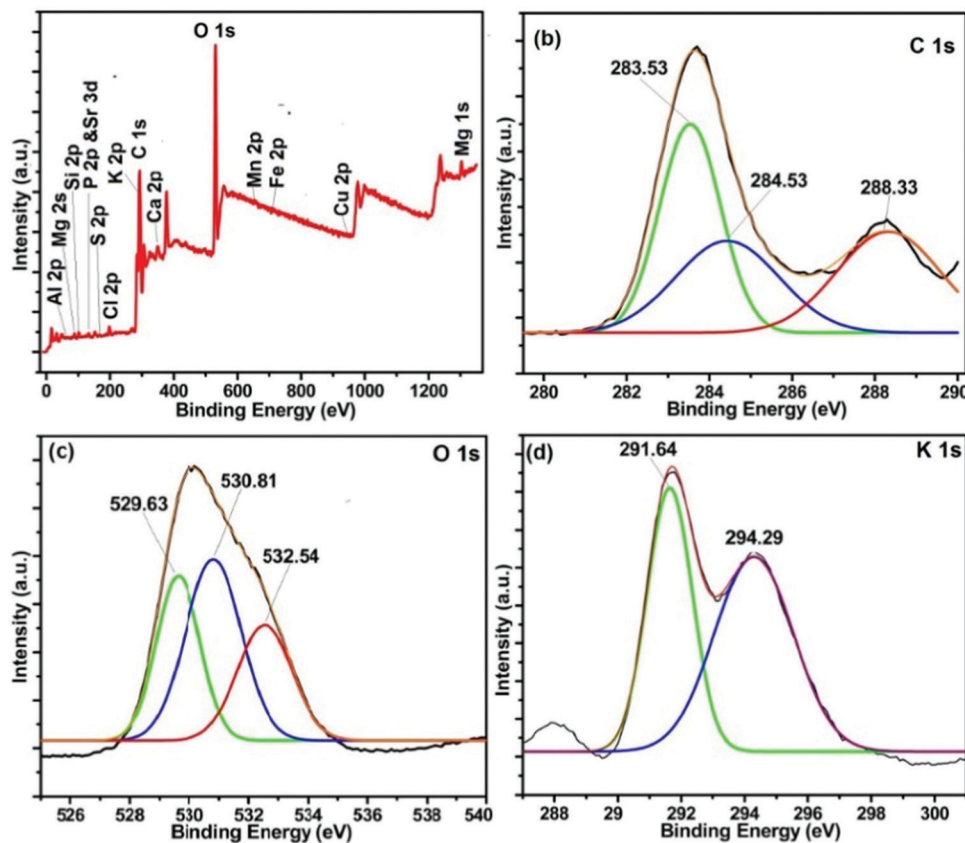 O 1s
Al 2p
Mg 2s
Si 2p
P 2p &Sr 3d
S 2p
K 2p
Cl 2p
C 1s
Ca 2p
Mn 2p
Fe 2p
Cu 2p
Mg 1s
Intensity (a.u.)
0 200 400 600 800 1000 1200
Binding Energy (eV)
(b)
C 1s
283.53
284.53
288.33
Intensity (a.u.)
280 282 284 286 288 290
Binding Energy (eV)
(c)
O 1s
529.63
530.81
532.54
Intensity (a.u.)
526 528 530 532 534 536 538 540
Binding Energy (eV)
(d)
K 1s
291.64
294.29
Intensity (a.u.)
288 29 292 293 294 296 298 300
Binding Energy (eV)